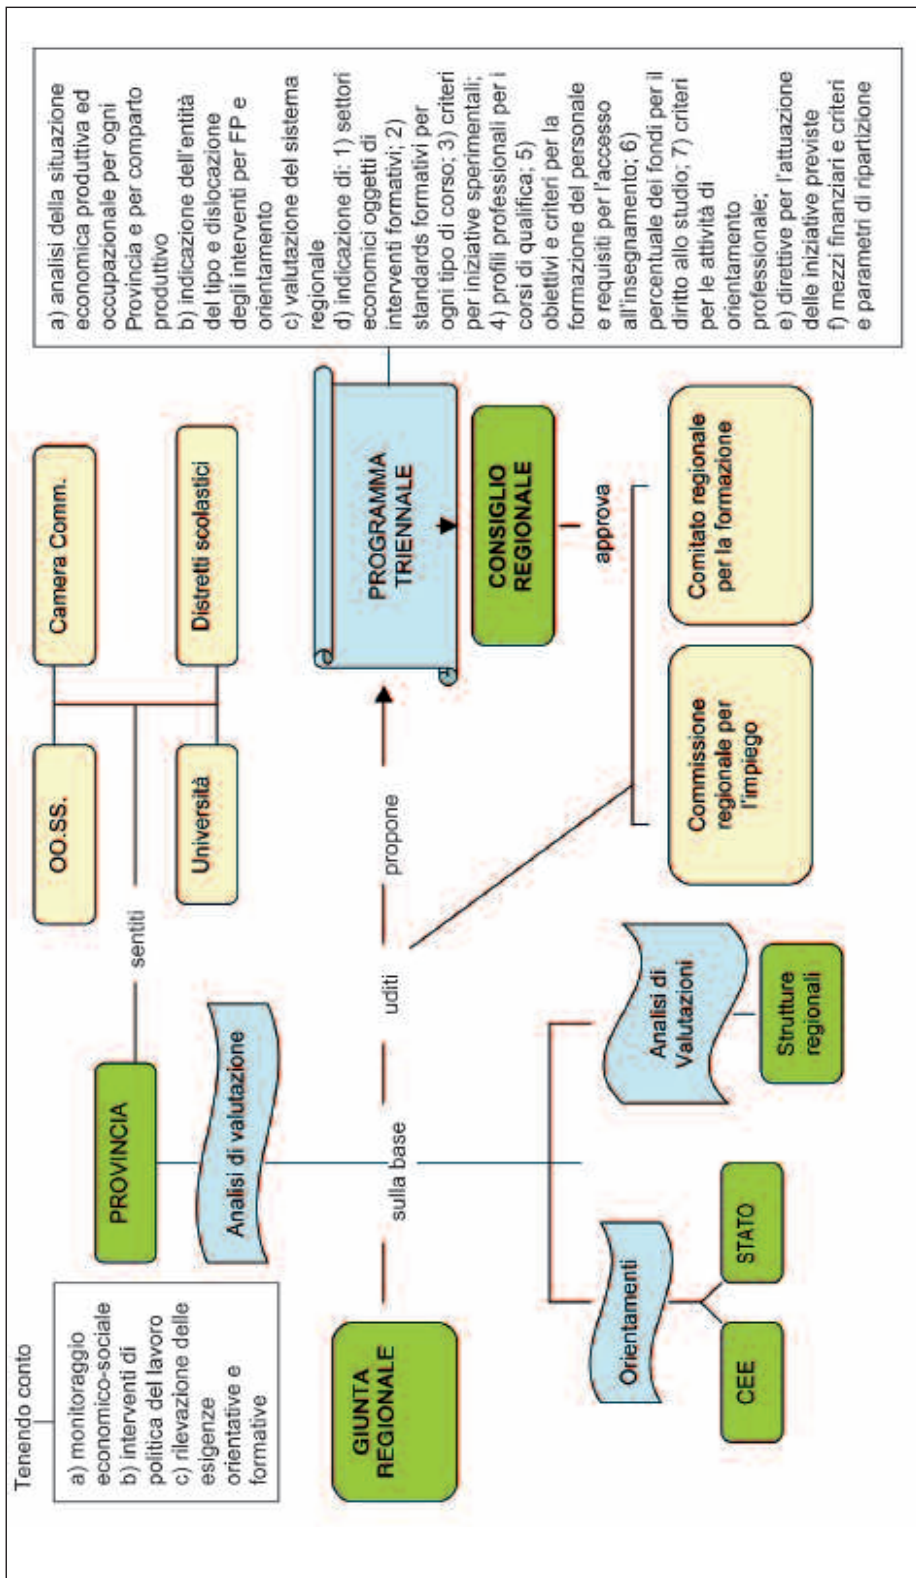 Tenendo conto
a) monitoraggio
economico-sociale
b) interventi di
politica del lavoro
c) rilevazione delle
esigenze
orientative e
formative
PROVINCIA
sentiti
OO.SS.
Camera Comm.
Università
Distretti scolastici
Analisi di valutazione
GIUNTA
REGIONALE
sulla base
uditi
propone
PROGRAMMA
TRIENNALE
CONSIGLIO
REGIONALE
approva
Orientamenti
CEE
STATO
Analisi di
Valutazioni
Strutture
regionali
Commissione
regionale per
l'impiego
Comitato regionale
per la formazione
a) analisi della situazione
economica produttiva ed
occupazionale per ogni
Provincia e per comparto
produttivo
b) indicazione dell'entità
del tipo e dislocazione
degli interventi per FP e
orientamento
c) valutazione del sistema
regionale
d) indicazione di: 1) settori
economici oggetti di
interventi formativi; 2)
standards formativi per
ogni tipo di corso; 3) criteri
per iniziative sperimentali;
4) profili professionali per i
corsi di qualifica; 5)
obiettivi e criteri per la
formazione del personale
e requisiti per l'accesso
all'insegnamento; 6)
percentuale dei fondi per il
diritto allo studio; 7) criteri
per le attività di
orientamento
professionale;
e) direttive per l'attuazione
delle iniziative previste
f) mezzi finanziari e criteri
e parametri di ripartizione